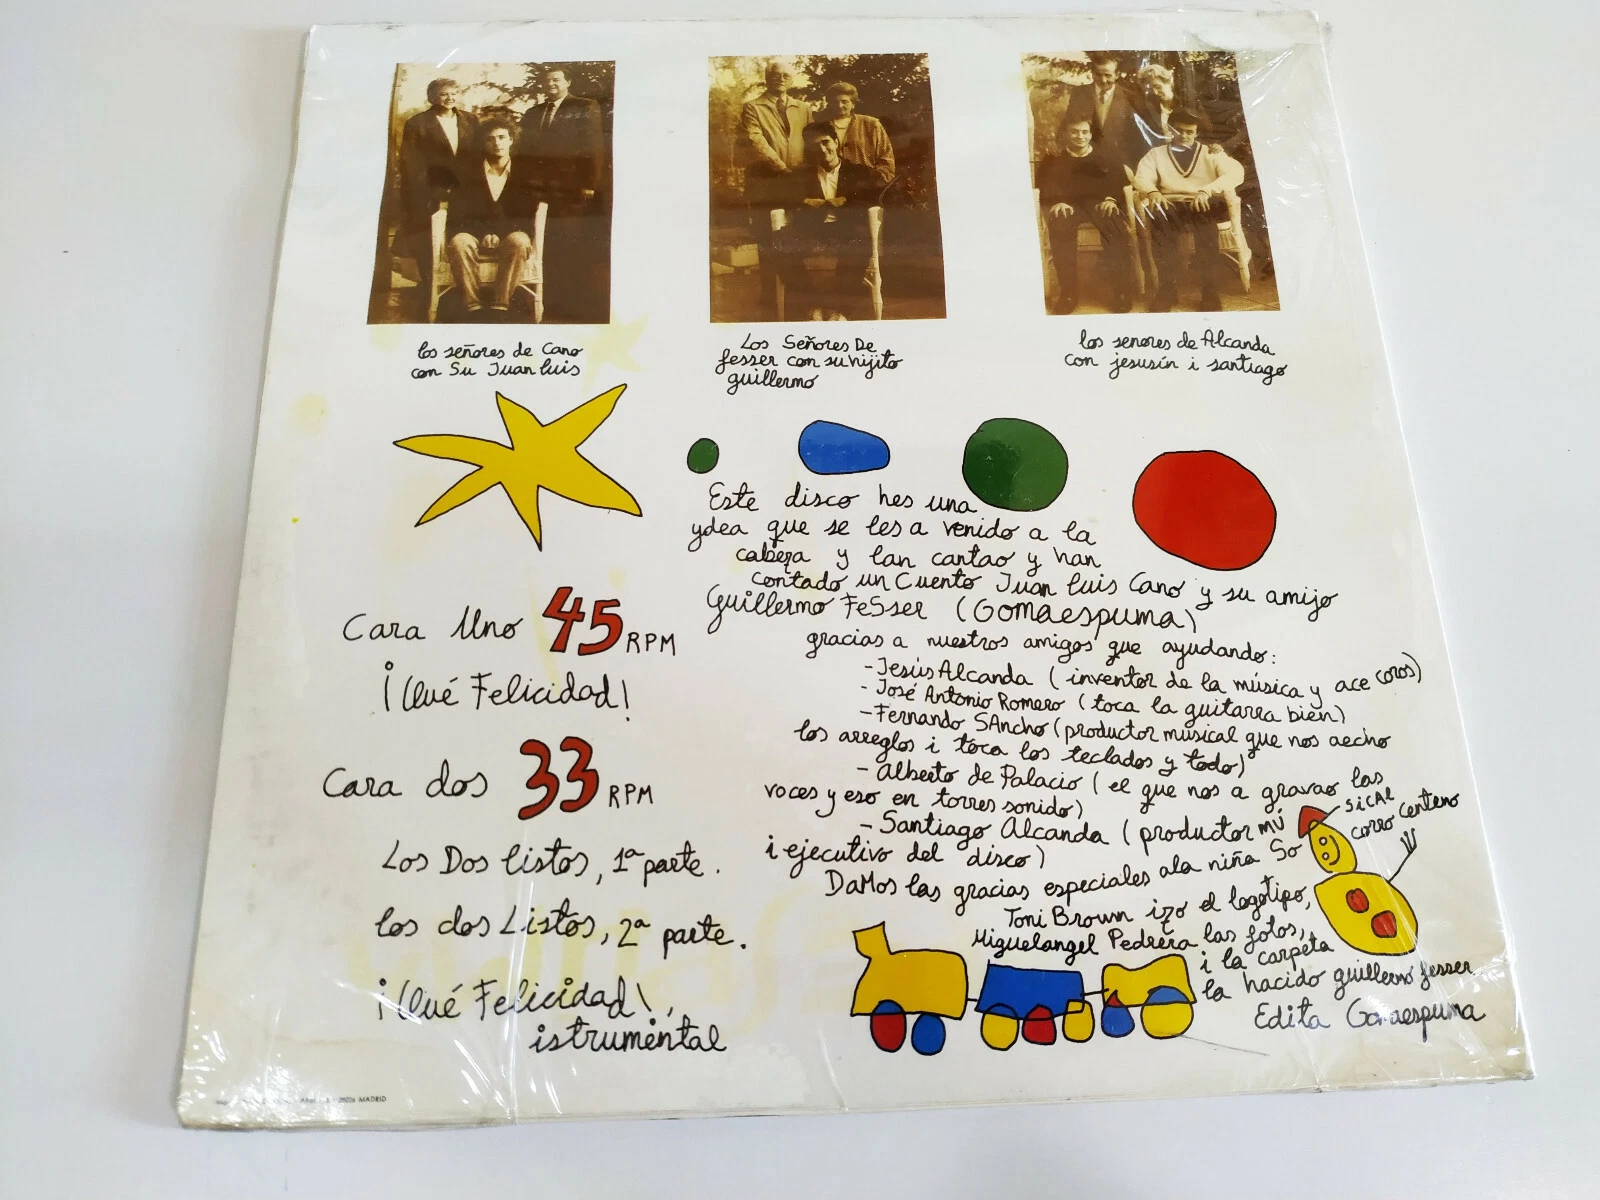 los señores de Cano
con Su Juan luis
Los Señores De
fesser con su hijito
guillermo
los senores de Alcanda
con jesusín i santiago
Este disco hes una
ydea que se les a venido a la
cabeza y lan cantao y han
contado un Cuento Juan luis Cano y su amijo
Guillermo FeSser (Gomaespuma)
gracias a nuestros amigos que ayudando:
-Jesús Alcanda (inventor de la música y ace coros)
-José Antonio Romero (toca la guitarra bien)
-Fernando SAncho (productor musical que nos aecho
los arreglos i toca los teclados y todo)
-Alberto de Palacio (el que nos a gravao las
voces y eso en torres sonido)
-Santiago Alcanda (productor mú
sicAl
i ejecutivo del disco)
DaMos las gracias especiales ala niña So
corro centeno
Toni Brown izo el logotipo,
Miguelangel Pedrera las fotos,
i la carpeta
la hacido guillermo fesser
Edita Gomaespuma
Cara Uno 45 RPM
¡Qué Felicidad!
Cara dos 33 RPM
Los Dos listos, 1ª parte.
los dos Listos, 2ª parte.
¡Qué Felicidad!,
istrumental
MADRID